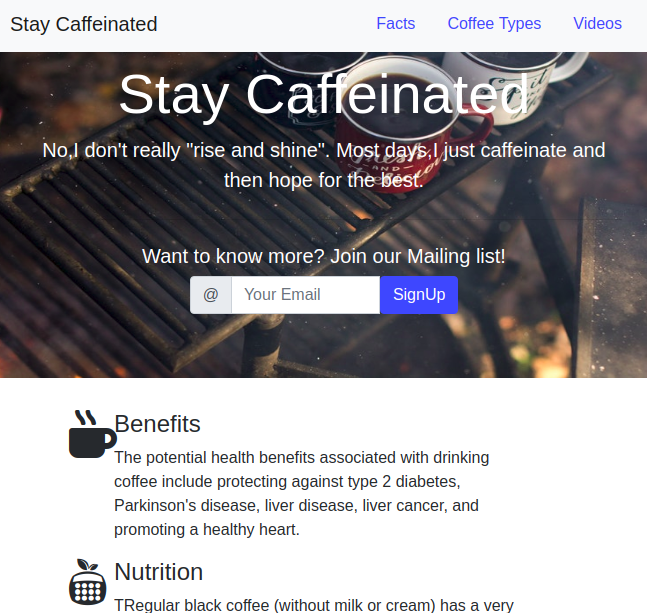 Stay Caffeinated
Facts Coffee Types Videos
Stay Caffeinated
No,I don't really "rise and shine". Most days,I just caffeinate and
then hope for the best.
Want to know more? Join our Mailing list!
@ Your Email SignUp
Benefits
The potential health benefits associated with drinking
coffee include protecting against type 2 diabetes,
Parkinson's disease, liver disease, liver cancer, and
promoting a healthy heart.
Nutrition
TRegular black coffee (without milk or cream) has a very